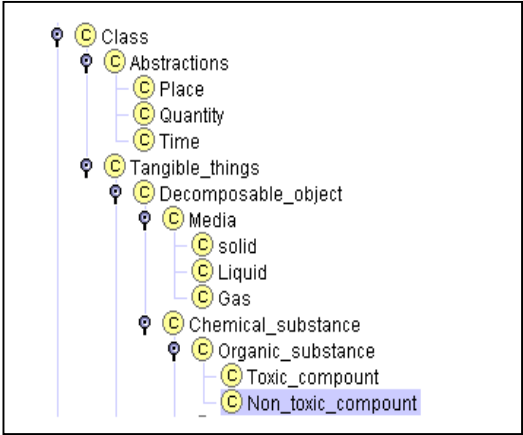 C Class
C Abstractions
C Place
C Quantity
C Time
C Tangible_things
C Decomposable_object
C Media
C solid
C Liquid
C Gas
C Chemical_substance
C Organic_substance
C Toxic_compount
C Non_toxic_compount